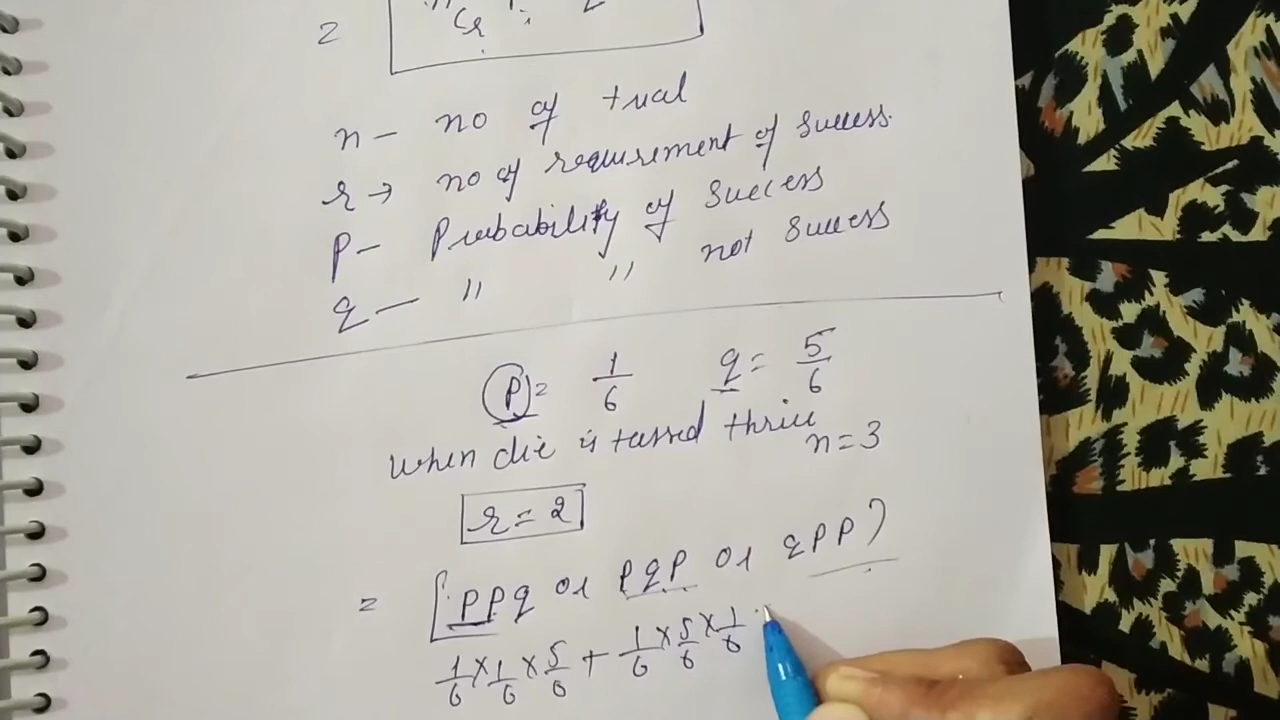 = Cr
n - no of trial
r → no of requirement of success.
P - Probability of success
q - " " not success
P = 1/6 q = 5/6
when die is tossed thrice n = 3
r = 2
= [PPq or PqP or qPP)
1/6 × 1/6 × 5/6 + 1/6 × 5/6 × 1/6